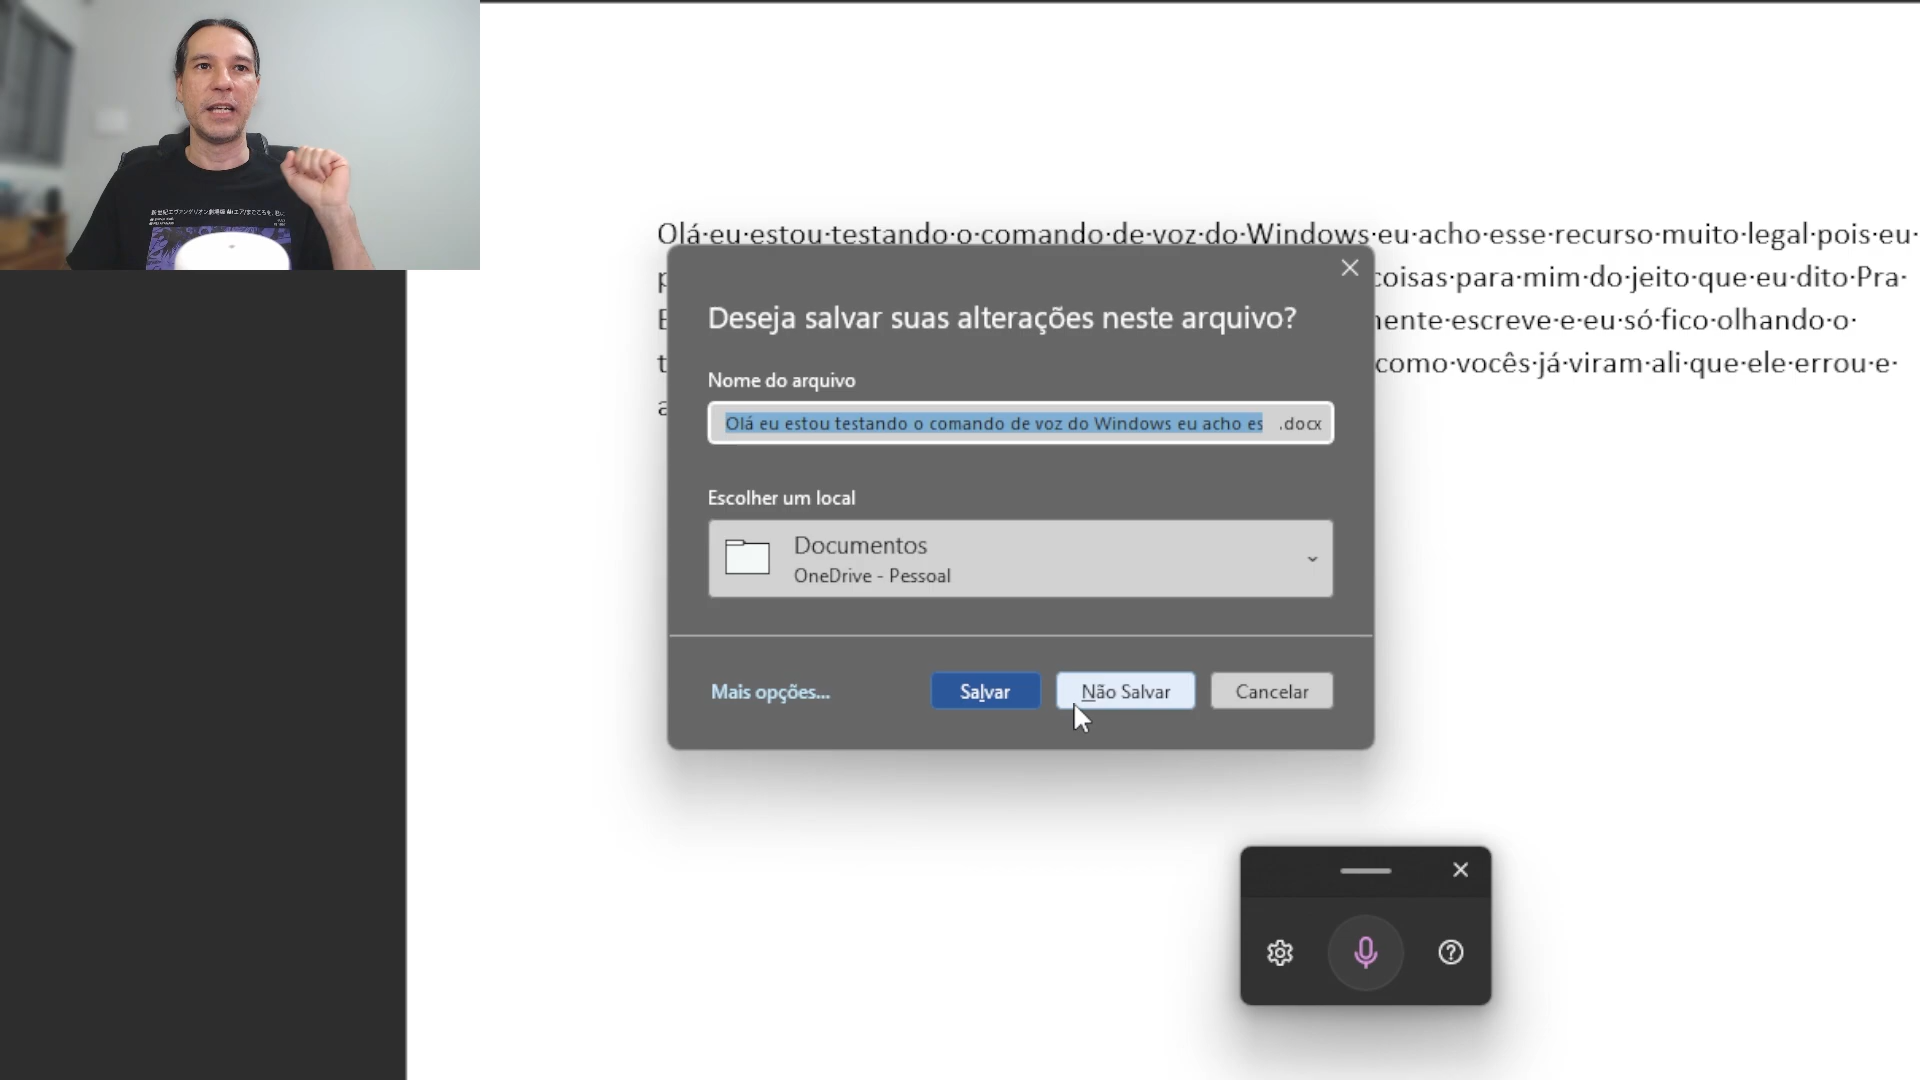 Olá·eu·estou·testando·o·comando·de·voz·do·Windows·eu·acho·esse·recurso·muito·legal·pois·eu·
coisas·para·mim·do·jeito·que·eu·dito·Pra·
escreve·e·eu·só·fico·olhando·o·
como·vocês·já·viram·ali·que·ele·errou·e·
Deseja salvar suas alterações neste arquivo?
Nome do arquivo
Olá eu estou testando o comando de voz do Windows eu acho es .docx
Escolher um local
Documentos
OneDrive - Pessoal
Mais opções...
Salvar
Não Salvar
Cancelar